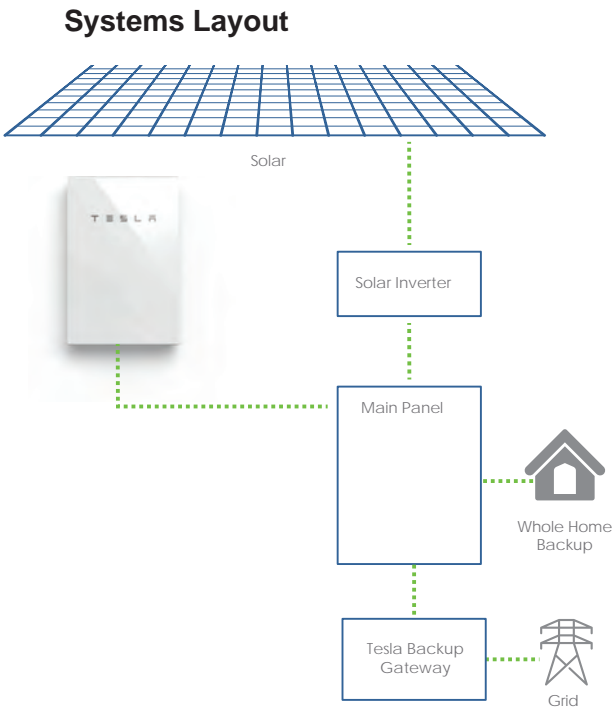 Systems Layout
Solar
TESLA
Solar Inverter
Main Panel
Whole Home
Backup
Tesla Backup
Gateway
Grid